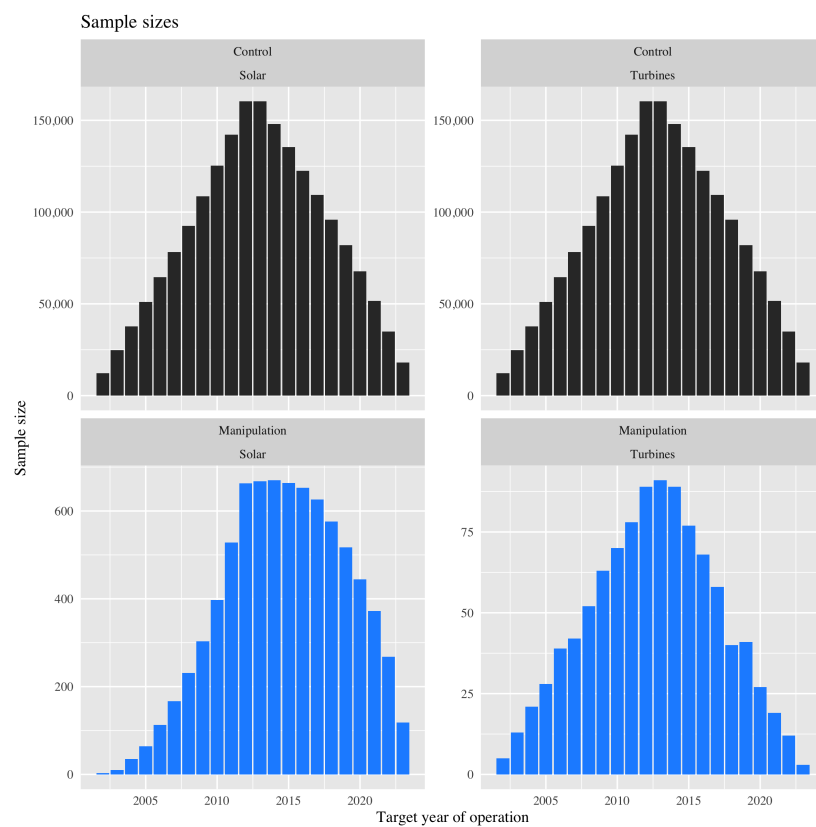 Sample sizes
Control
Solar
Control
Turbines
150,000
100,000
50,000
0
150,000
100,000
50,000
0
Sample size
Manipulation
Solar
Manipulation
Turbines
600
400
200
0
75
50
25
0
2005 2010 2015 2020
2005 2010 2015 2020
Target year of operation